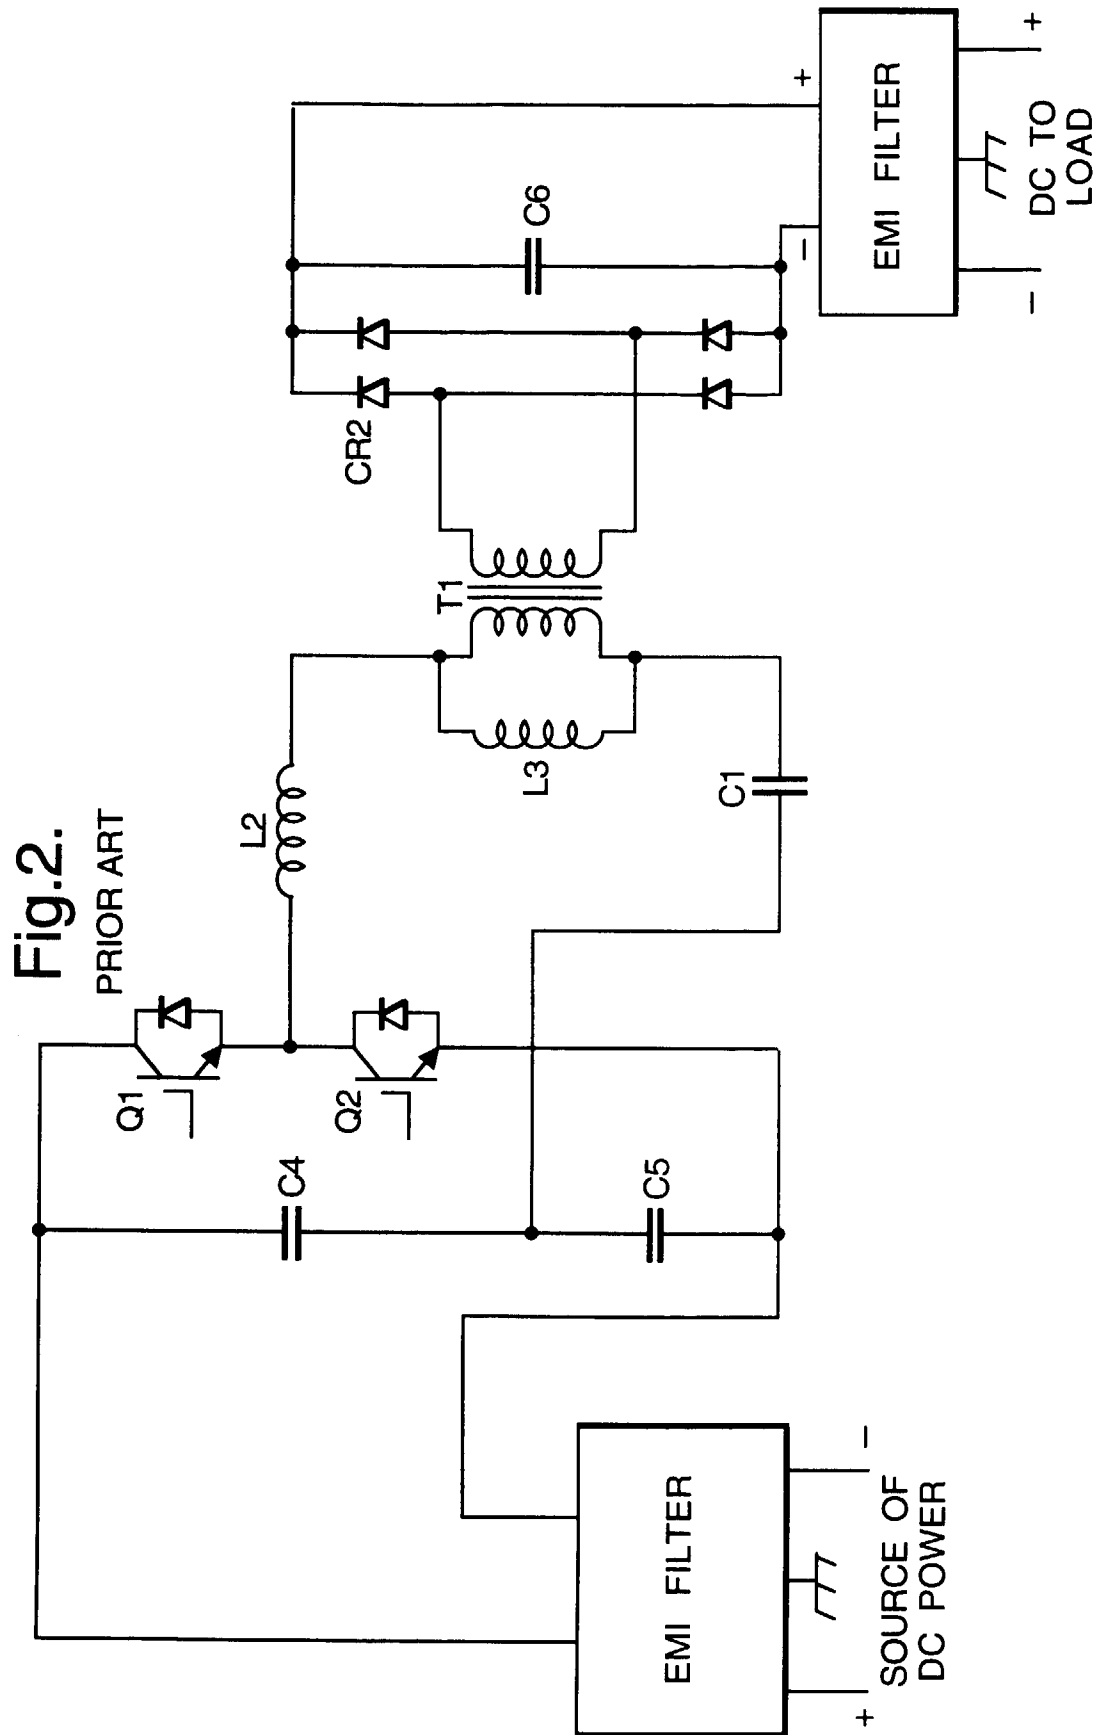 Fig.2.
PRIOR ART
Q1
Q2
L2
C4
C5
L3
T1
C1
CR2
C6
EMI FILTER
+
-
SOURCE OF
DC POWER
+
-
EMI FILTER
-
+
DC TO
LOAD